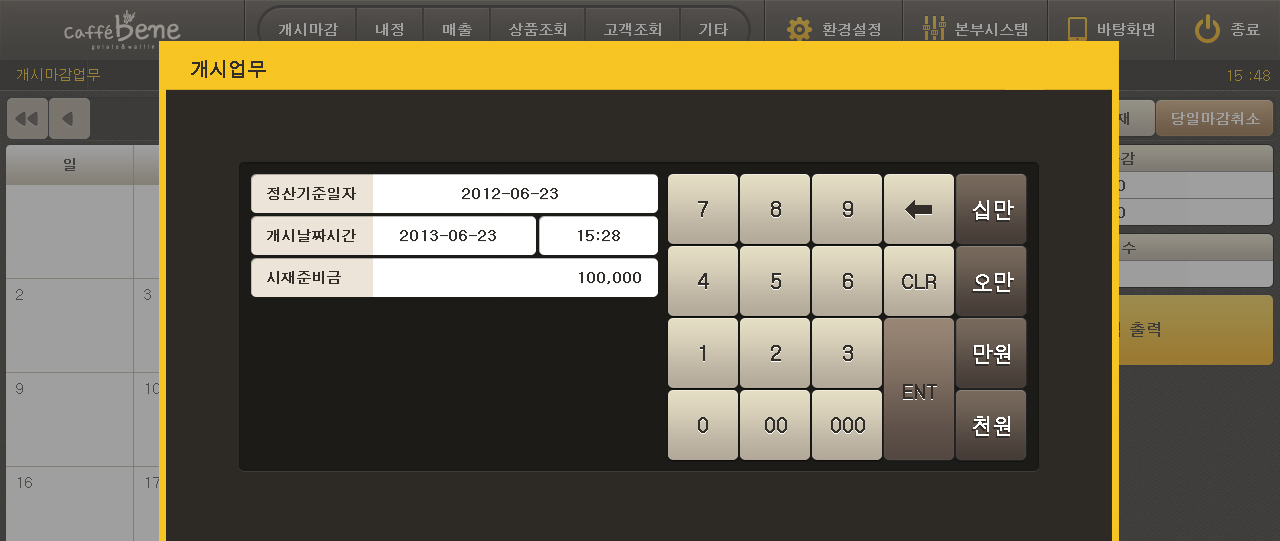 Caffé bene
gelato & waffle
개시마감 내정 매출 상품조회 고객조회 기타 환경설정 본부시스템 바탕화면 종료
개시마감업무 15 :48
개시업무
당일마감취소
일
정산기준일자 2012-06-23
개시날짜시간 2013-06-23 15:28
시재준비금 100,000
7 8 9 십만
4 5 6 CLR 오만
1 2 3 ENT 만원
0 00 000 천원
재
감
0
0
수
출력
2 3
9 10
16 17